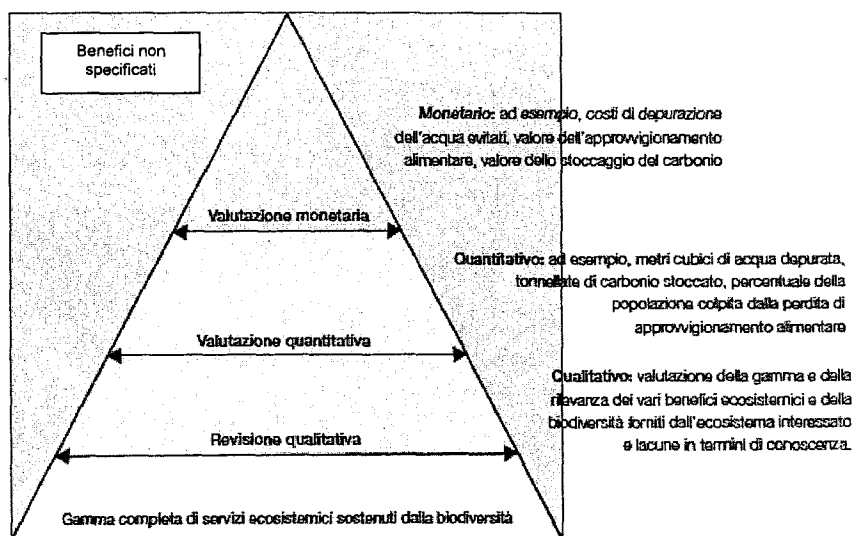 Benefici non
specificati
Monetario: ad esempio, costi di depurazione
dell'acqua evitati, valore dell'approvvigionamento
alimentare, valore dello stoccaggio del carbonio
Valutazione monetaria
Quantitativo: ad esempio, metri cubici di acqua depurata,
tonnellate di carbonio stoccato, percentuale della
popolazione colpita dalla perdita di
approvvigionamento alimentare
Valutazione quantitativa
Qualitativo: valutazione della gamma e della
rilevanza dei vari benefici ecosistemici e della
biodiversità forniti dall'ecosistema interessato
e lacune in termini di conoscenza.
Revisione qualitativa
Gamma completa di servizi ecosistemici sostenuti dalla biodiversità